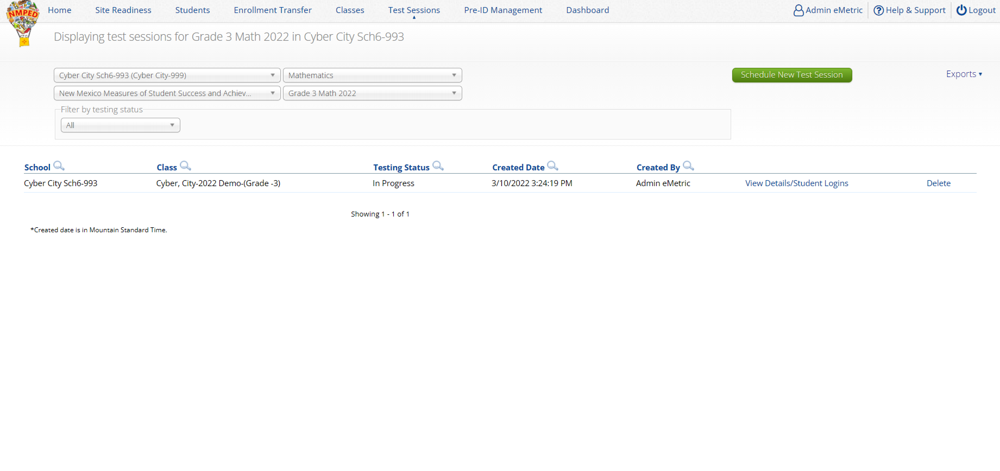 NMPED
Home Site Readiness Students Enrollment Transfer Classes Test Sessions Pre-ID Management Dashboard Admin eMetric Help & Support Logout
Displaying test sessions for Grade 3 Math 2022 in Cyber City Sch6-993
Cyber City Sch6-993 (Cyber City-999) Mathematics Schedule New Test Session Exports
New Mexico Measures of Student Success and Achiev... Grade 3 Math 2022
Filter by testing status
All
School Class Testing Status Created Date Created By
Cyber City Sch6-993 Cyber, City-2022 Demo-(Grade -3) In Progress 3/10/2022 3:24:19 PM Admin eMetric View Details/Student Logins Delete
Showing 1 - 1 of 1
*Created date is in Mountain Standard Time.